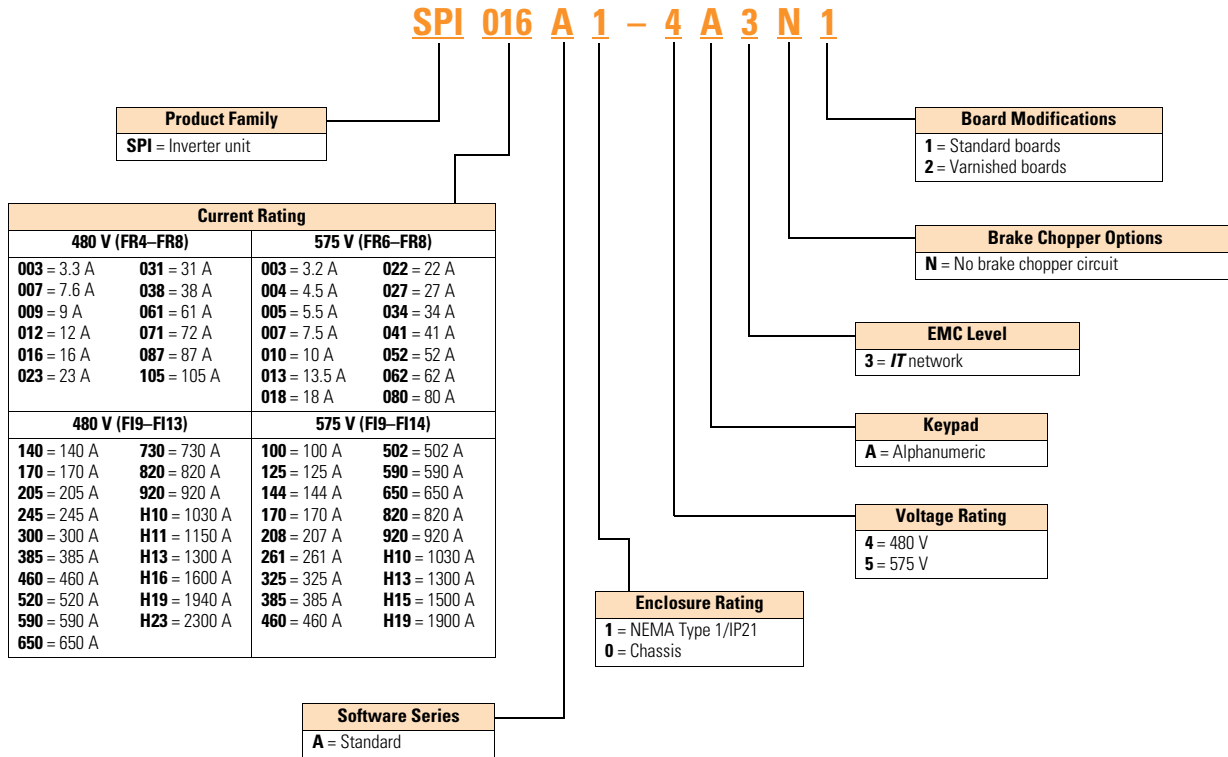 SPI 016 A 1 – 4 A 3 N 1
Product Family
SPI = Inverter unit
Current Rating
480 V (FR4–FR8) 575 V (FR6–FR8)
003 = 3.3 A 031 = 31 A 003 = 3.2 A 022 = 22 A
007 = 7.6 A 038 = 38 A 004 = 4.5 A 027 = 27 A
009 = 9 A 061 = 61 A 005 = 5.5 A 034 = 34 A
012 = 12 A 071 = 72 A 007 = 7.5 A 041 = 41 A
016 = 16 A 087 = 87 A 010 = 10 A 052 = 52 A
023 = 23 A 105 = 105 A 013 = 13.5 A 062 = 62 A
018 = 18 A 080 = 80 A
480 V (FI9–FI13) 575 V (FI9–FI14)
140 = 140 A 730 = 730 A 100 = 100 A 502 = 502 A
170 = 170 A 820 = 820 A 125 = 125 A 590 = 590 A
205 = 205 A 920 = 920 A 144 = 144 A 650 = 650 A
245 = 245 A H10 = 1030 A 170 = 170 A 820 = 820 A
300 = 300 A H11 = 1150 A 208 = 207 A 920 = 920 A
385 = 385 A H13 = 1300 A 261 = 261 A H10 = 1030 A
460 = 460 A H16 = 1600 A 325 = 325 A H13 = 1300 A
520 = 520 A H19 = 1940 A 385 = 385 A H15 = 1500 A
590 = 590 A H23 = 2300 A 460 = 460 A H19 = 1900 A
650 = 650 A
Software Series
A = Standard
Enclosure Rating
1 = NEMA Type 1/IP21
0 = Chassis
Voltage Rating
4 = 480 V
5 = 575 V
Keypad
A = Alphanumeric
EMC Level
3 = IT network
Brake Chopper Options
N = No brake chopper circuit
Board Modifications
1 = Standard boards
2 = Varnished boards